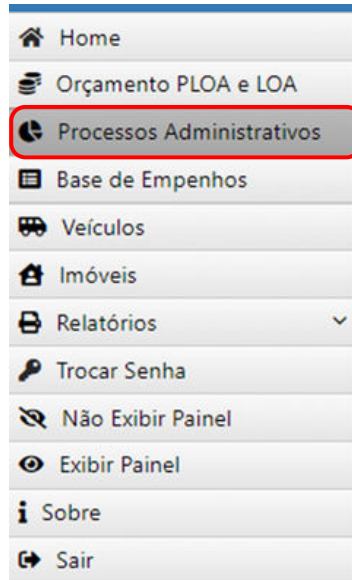 Home
Orçamento PLOA e LOA
Processos Administrativos
Base de Empenhos
Veículos
Imóveis
Relatórios
Trocar Senha
Não Exibir Painel
Exibir Painel
Sobre
Sair